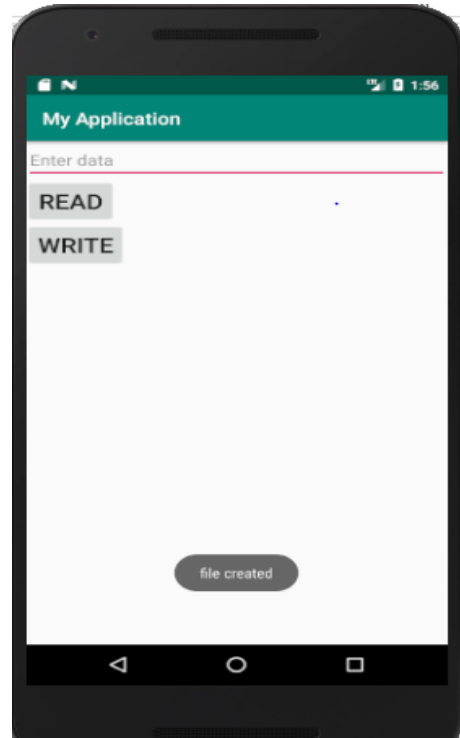 1:56
My Application
Enter data
READ
WRITE
file created